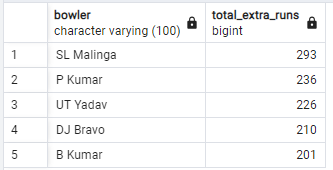 bowler total_extra_runs
character varying (100) bigint
1 SL Malinga 293
2 P Kumar 236
3 UT Yadav 226
4 DJ Bravo 210
5 B Kumar 201